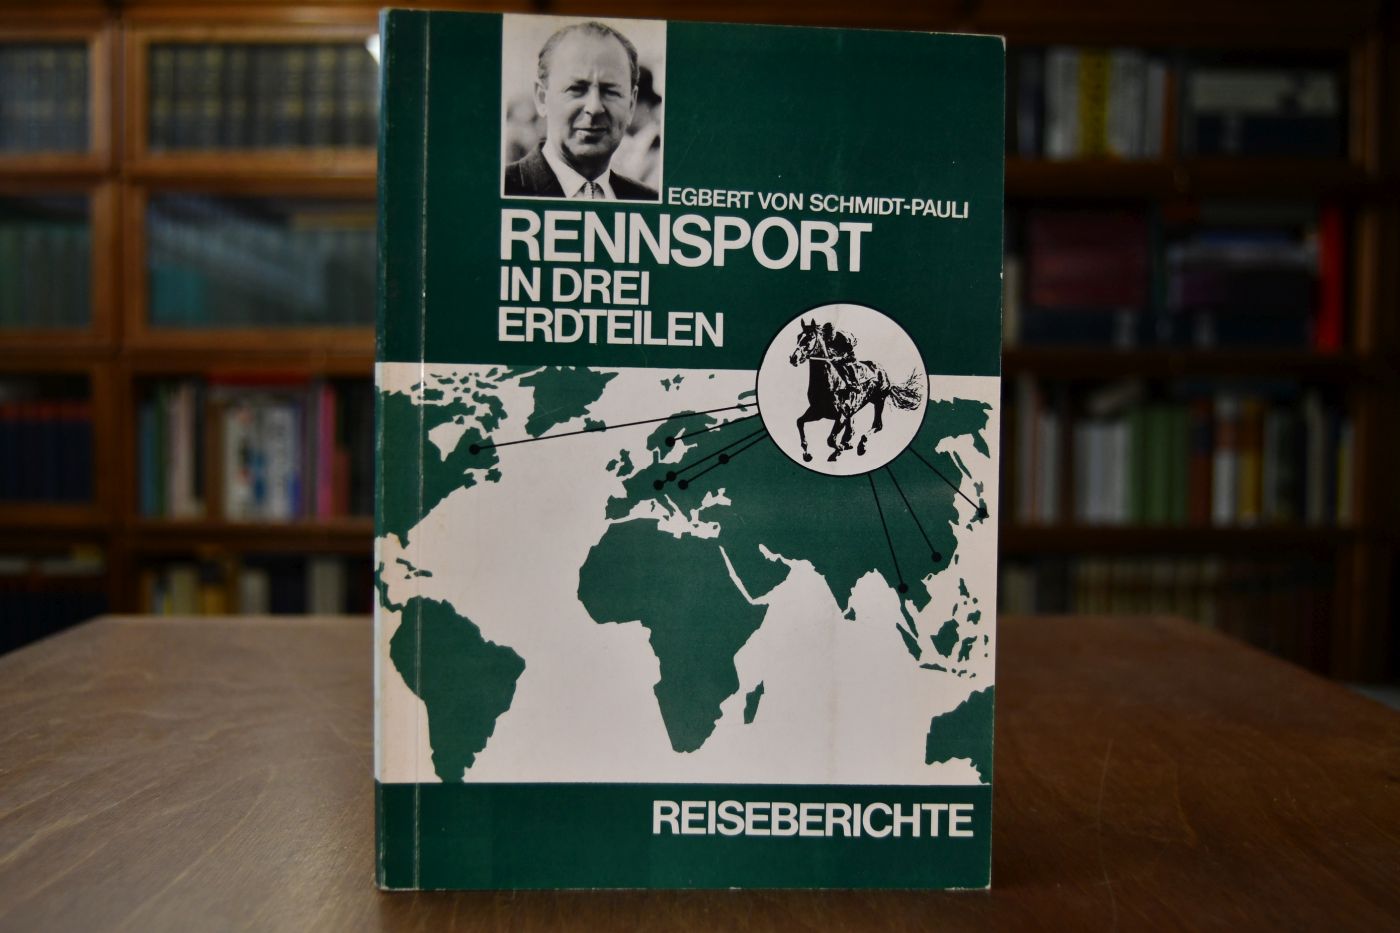 EGBERT VON SCHMIDT-PAULI
RENNSPORT
IN DREI
ERDTEILEN
REISEBERICHTE